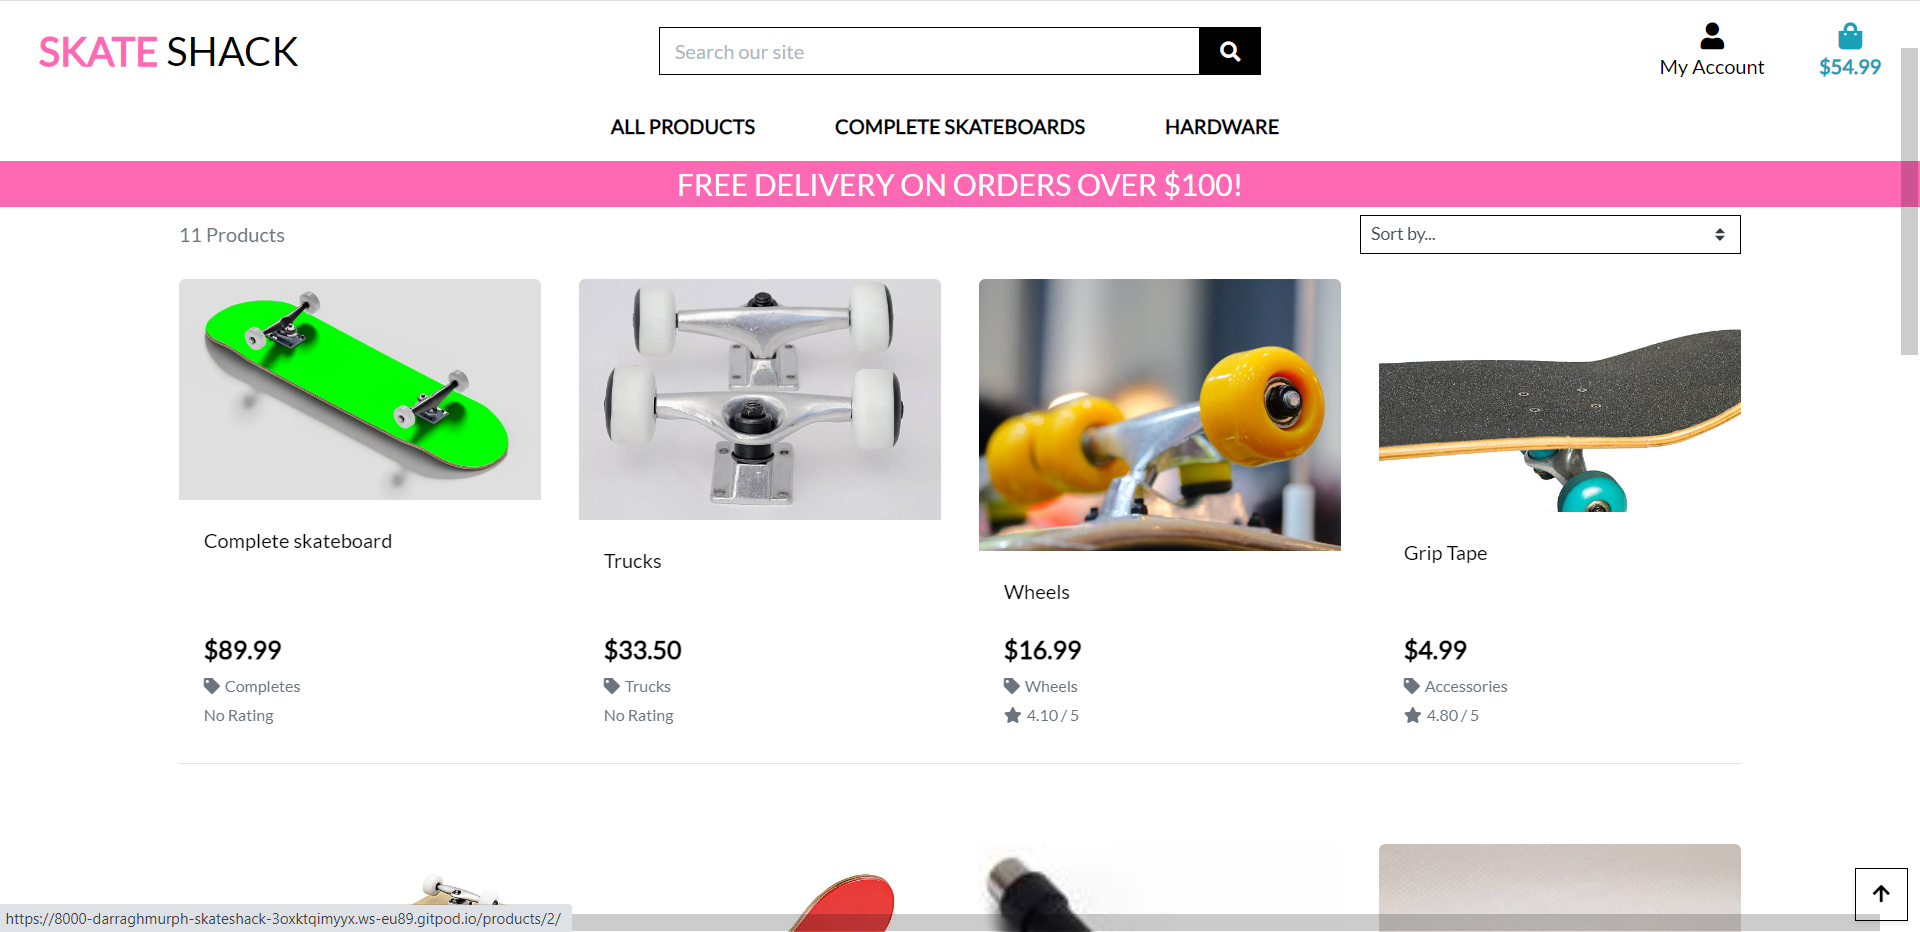 SKATE SHACK
Search our site
My Account
$54.99
ALL PRODUCTS
COMPLETE SKATEBOARDS
HARDWARE
FREE DELIVERY ON ORDERS OVER $100!
11 Products
Sort by...
Complete skateboard
$89.99
Completes
No Rating
Trucks
$33.50
Trucks
No Rating
Wheels
$16.99
Wheels
4.10 / 5
Grip Tape
$4.99
Accessories
4.80 / 5
https://8000-darraghmurph-skateshack-3oxktqimyyx.ws-eu89.gitpod.io/products/2/